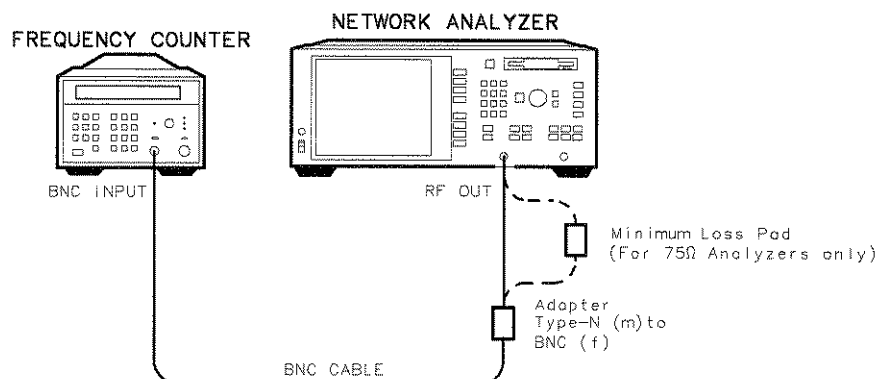 NETWORK ANALYZER
FREQUENCY COUNTER
BNC INPUT
RF OUT
Minimum Loss Pad
(For 75Ω Analyzers only)
Adapter
Type-N (m) to
BNC (f)
BNC CABLE